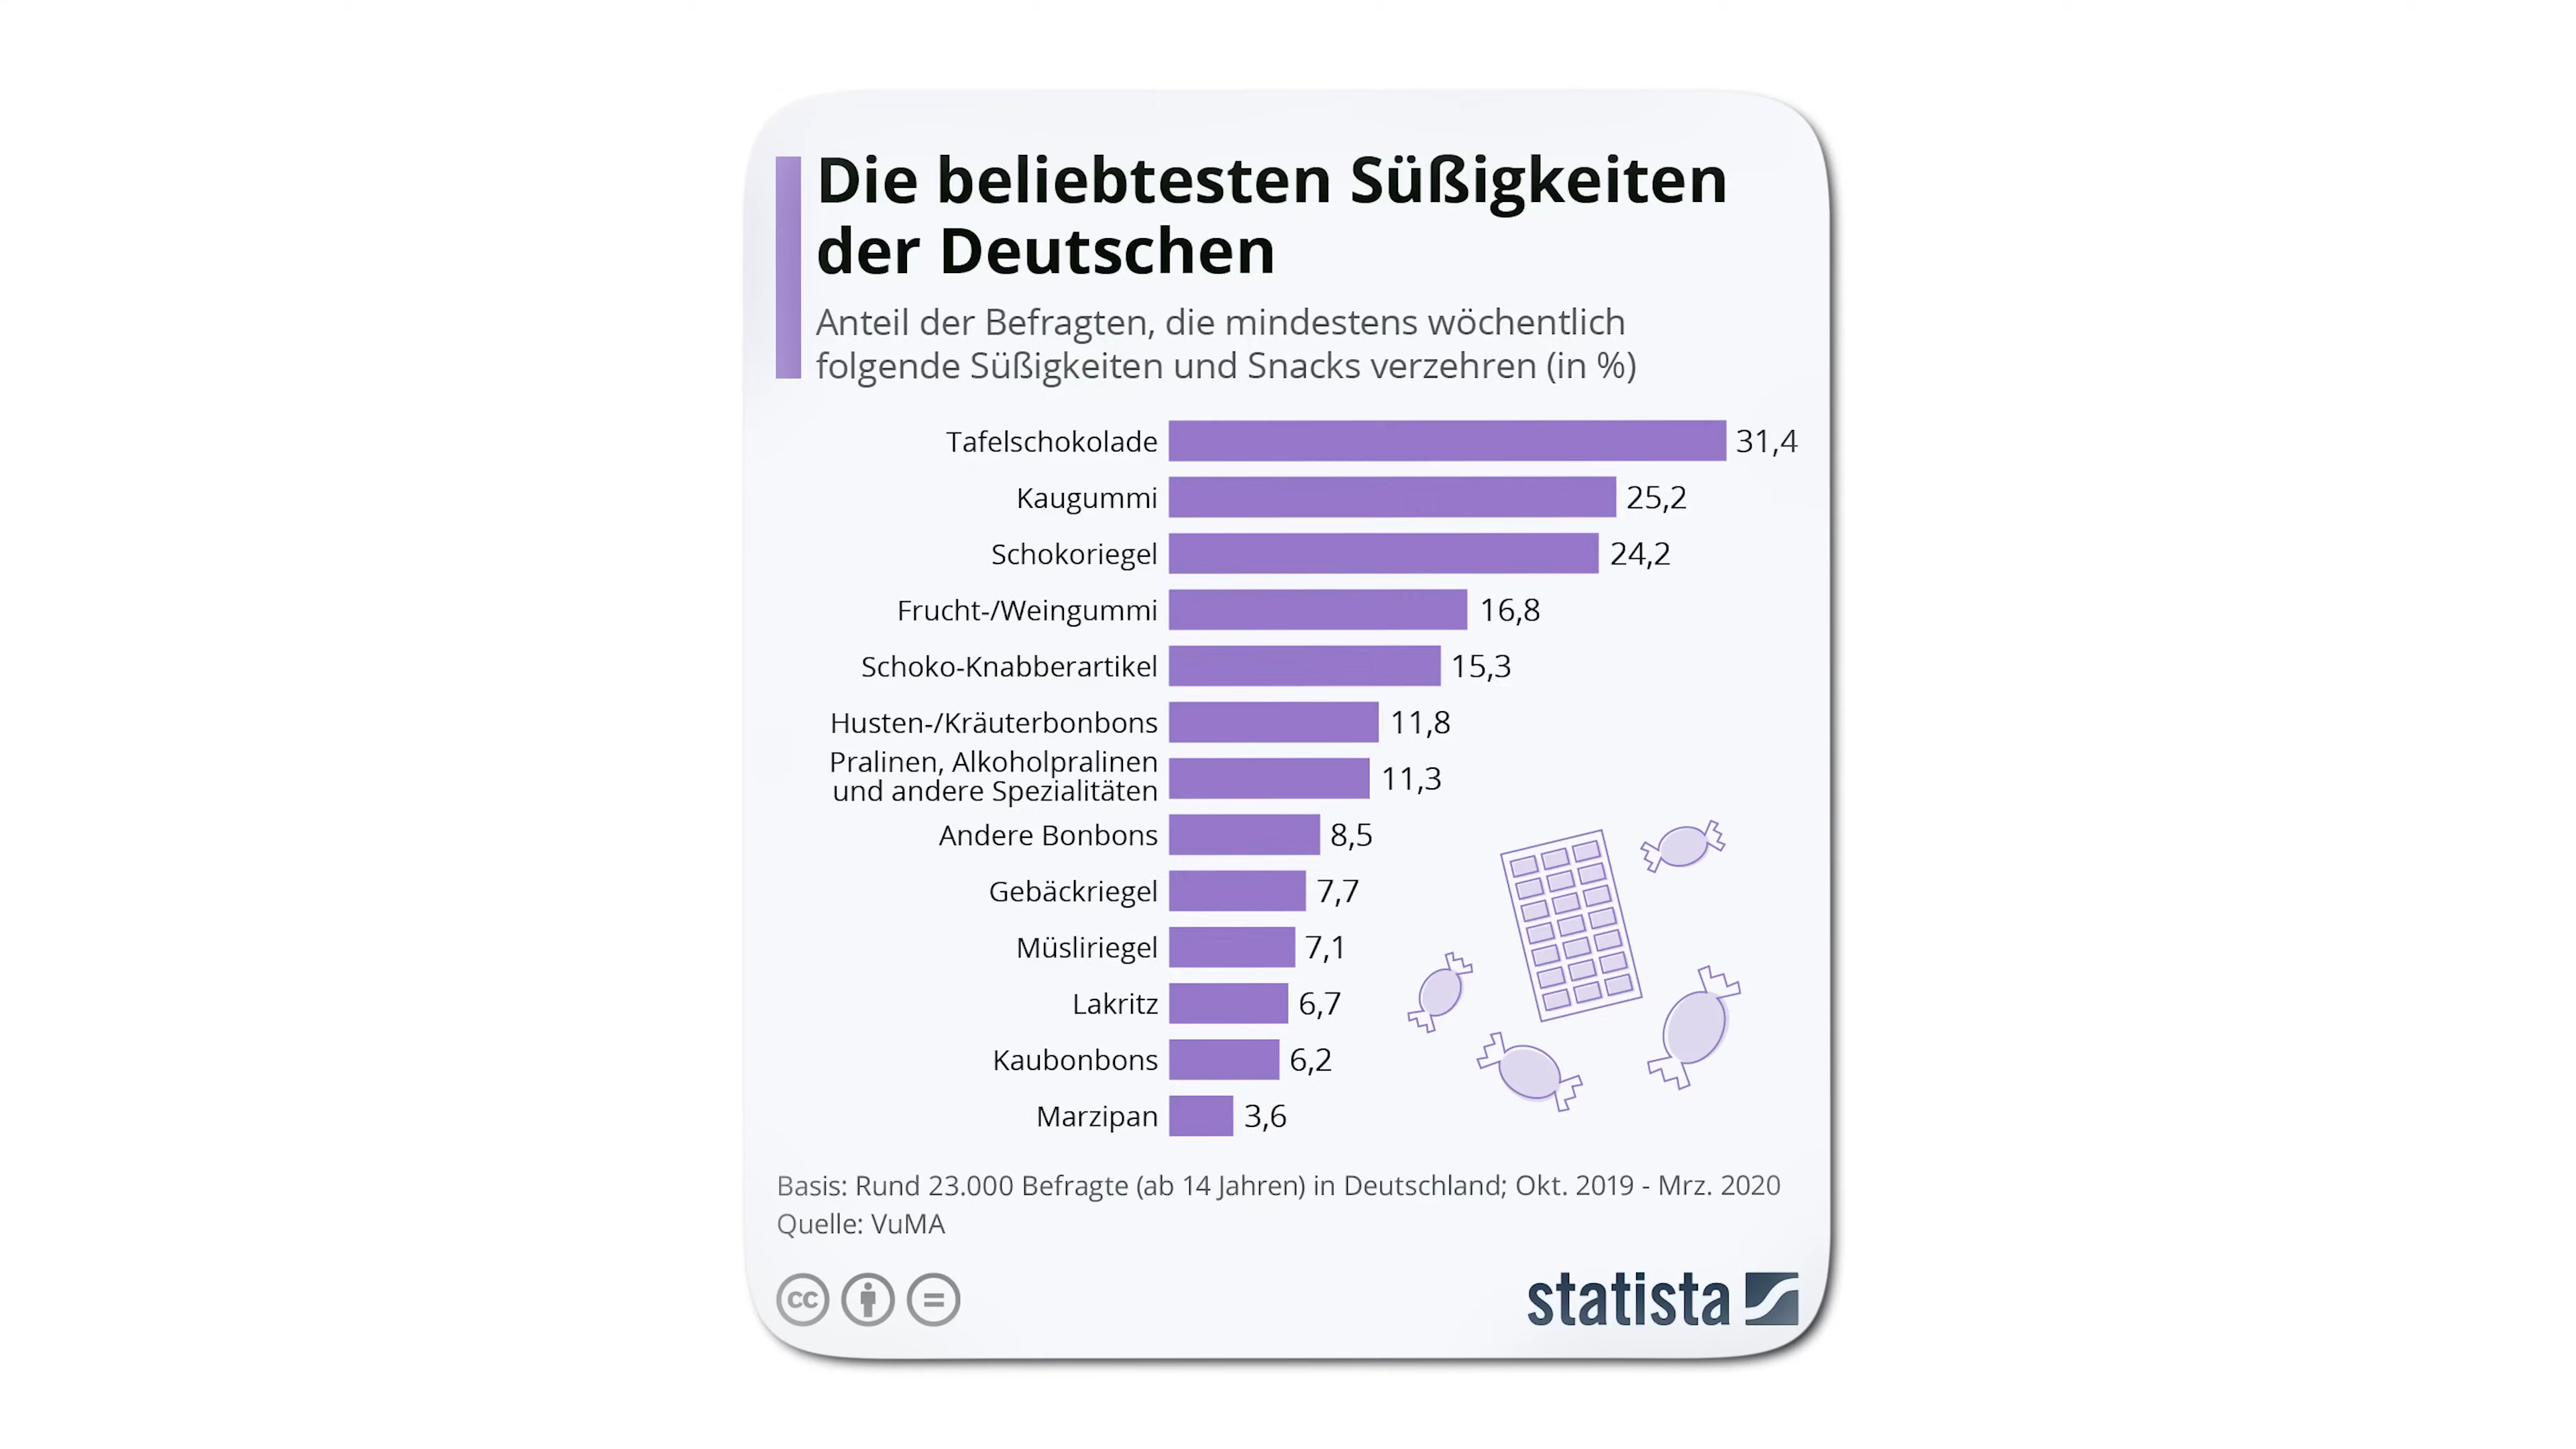 Die beliebtesten Süßigkeiten
der Deutschen
Anteil der Befragten, die mindestens wöchentlich
folgende Süßigkeiten und Snacks verzehren (in %)
Tafelschokolade 31,4
Kaugummi 25,2
Schokoriegel 24,2
Frucht-/Weingummi 16,8
Schoko-Knabberartikel 15,3
Husten-/Kräuterbonbons 11,8
Pralinen, Alkoholpralinen
und andere Spezialitäten 11,3
Andere Bonbons 8,5
Gebäckriegel 7,7
Müsliriegel 7,1
Lakritz 6,7
Kaubonbons 6,2
Marzipan 3,6
Basis: Rund 23.000 Befragte (ab 14 Jahren) in Deutschland; Okt. 2019 - Mrz. 2020
Quelle: VuMA
cc =
statista